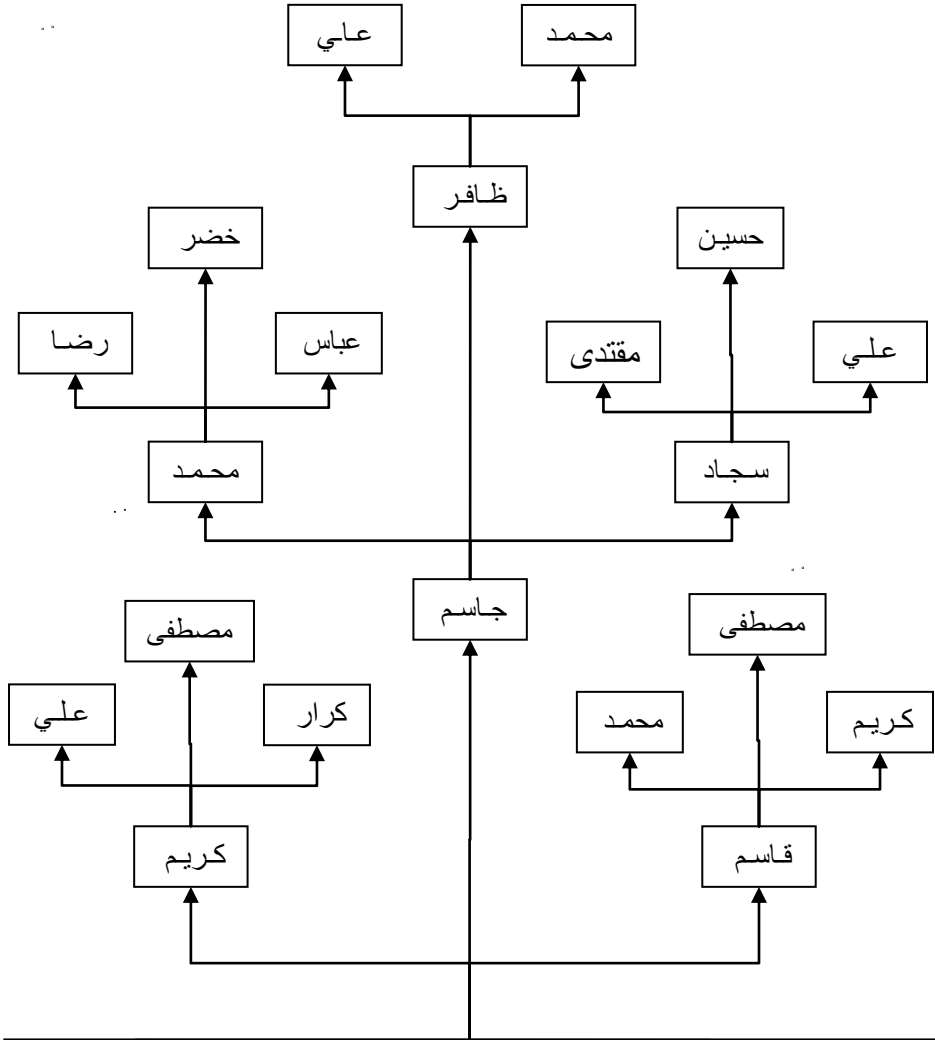 محمد
علي
ظافر
حسين
خضر
علي
مقتدى
عباس
رضا
سجاد
محمد
جاسم
مصطفى
مصطفى
كريم
محمد
كرار
علي
قاسم
كريم